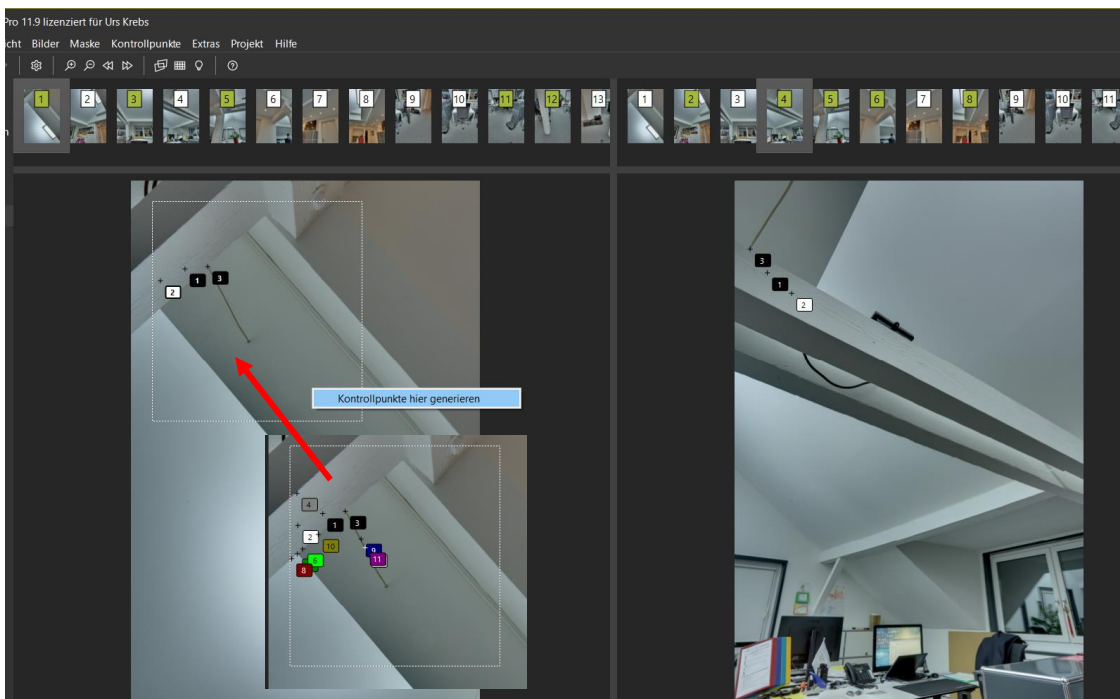 Pro 11.9 lizenziert für Urs Krebs
icht Bilder Maske Kontrollpunkte Extras Projekt Hilfe
1 2 3 4 5 6 7 8 9 10 11 12 13
1 2 3 4 5 6 7 8 9 10 11
2 1 3
3
1
2
Kontrollpunkte hier generieren
4
1 3
2
10 9
6 11
8